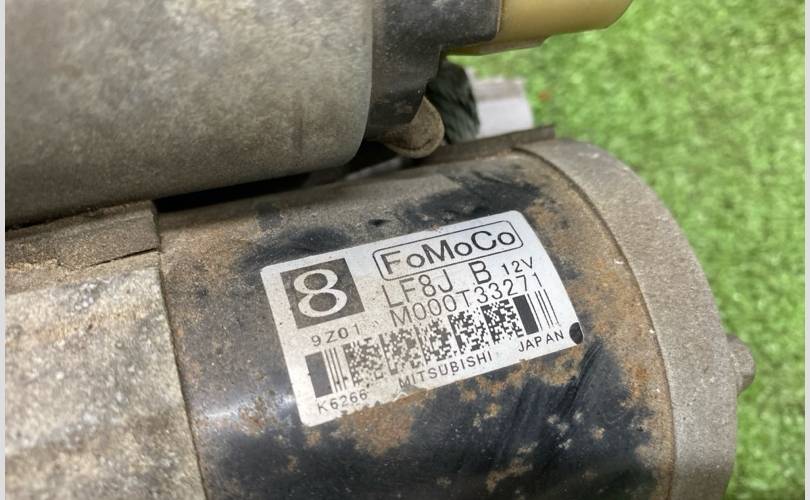 8
FoMoCo
LF8J B 12V
M000T33271
9Z01
K6266 MITSUBISHI JAPAN